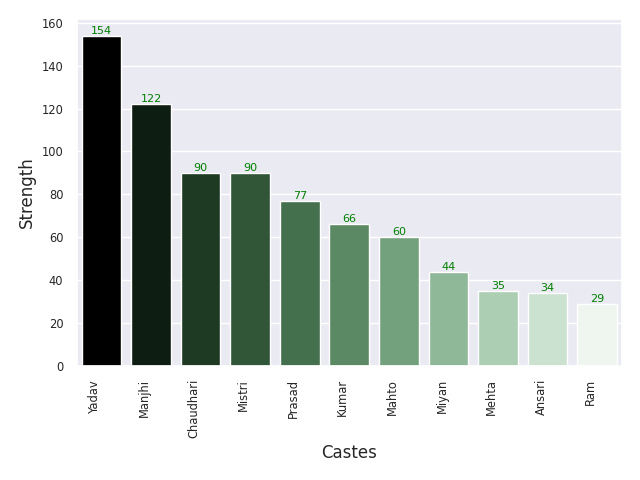 160
140
120
100
80
60
40
20
0
Strength
154
122
90
90
77
66
60
44
35
34
29
Yadav
Manjhi
Chaudhari
Mistri
Prasad
Kumar
Mahto
Miyan
Mehta
Ansari
Ram
Castes